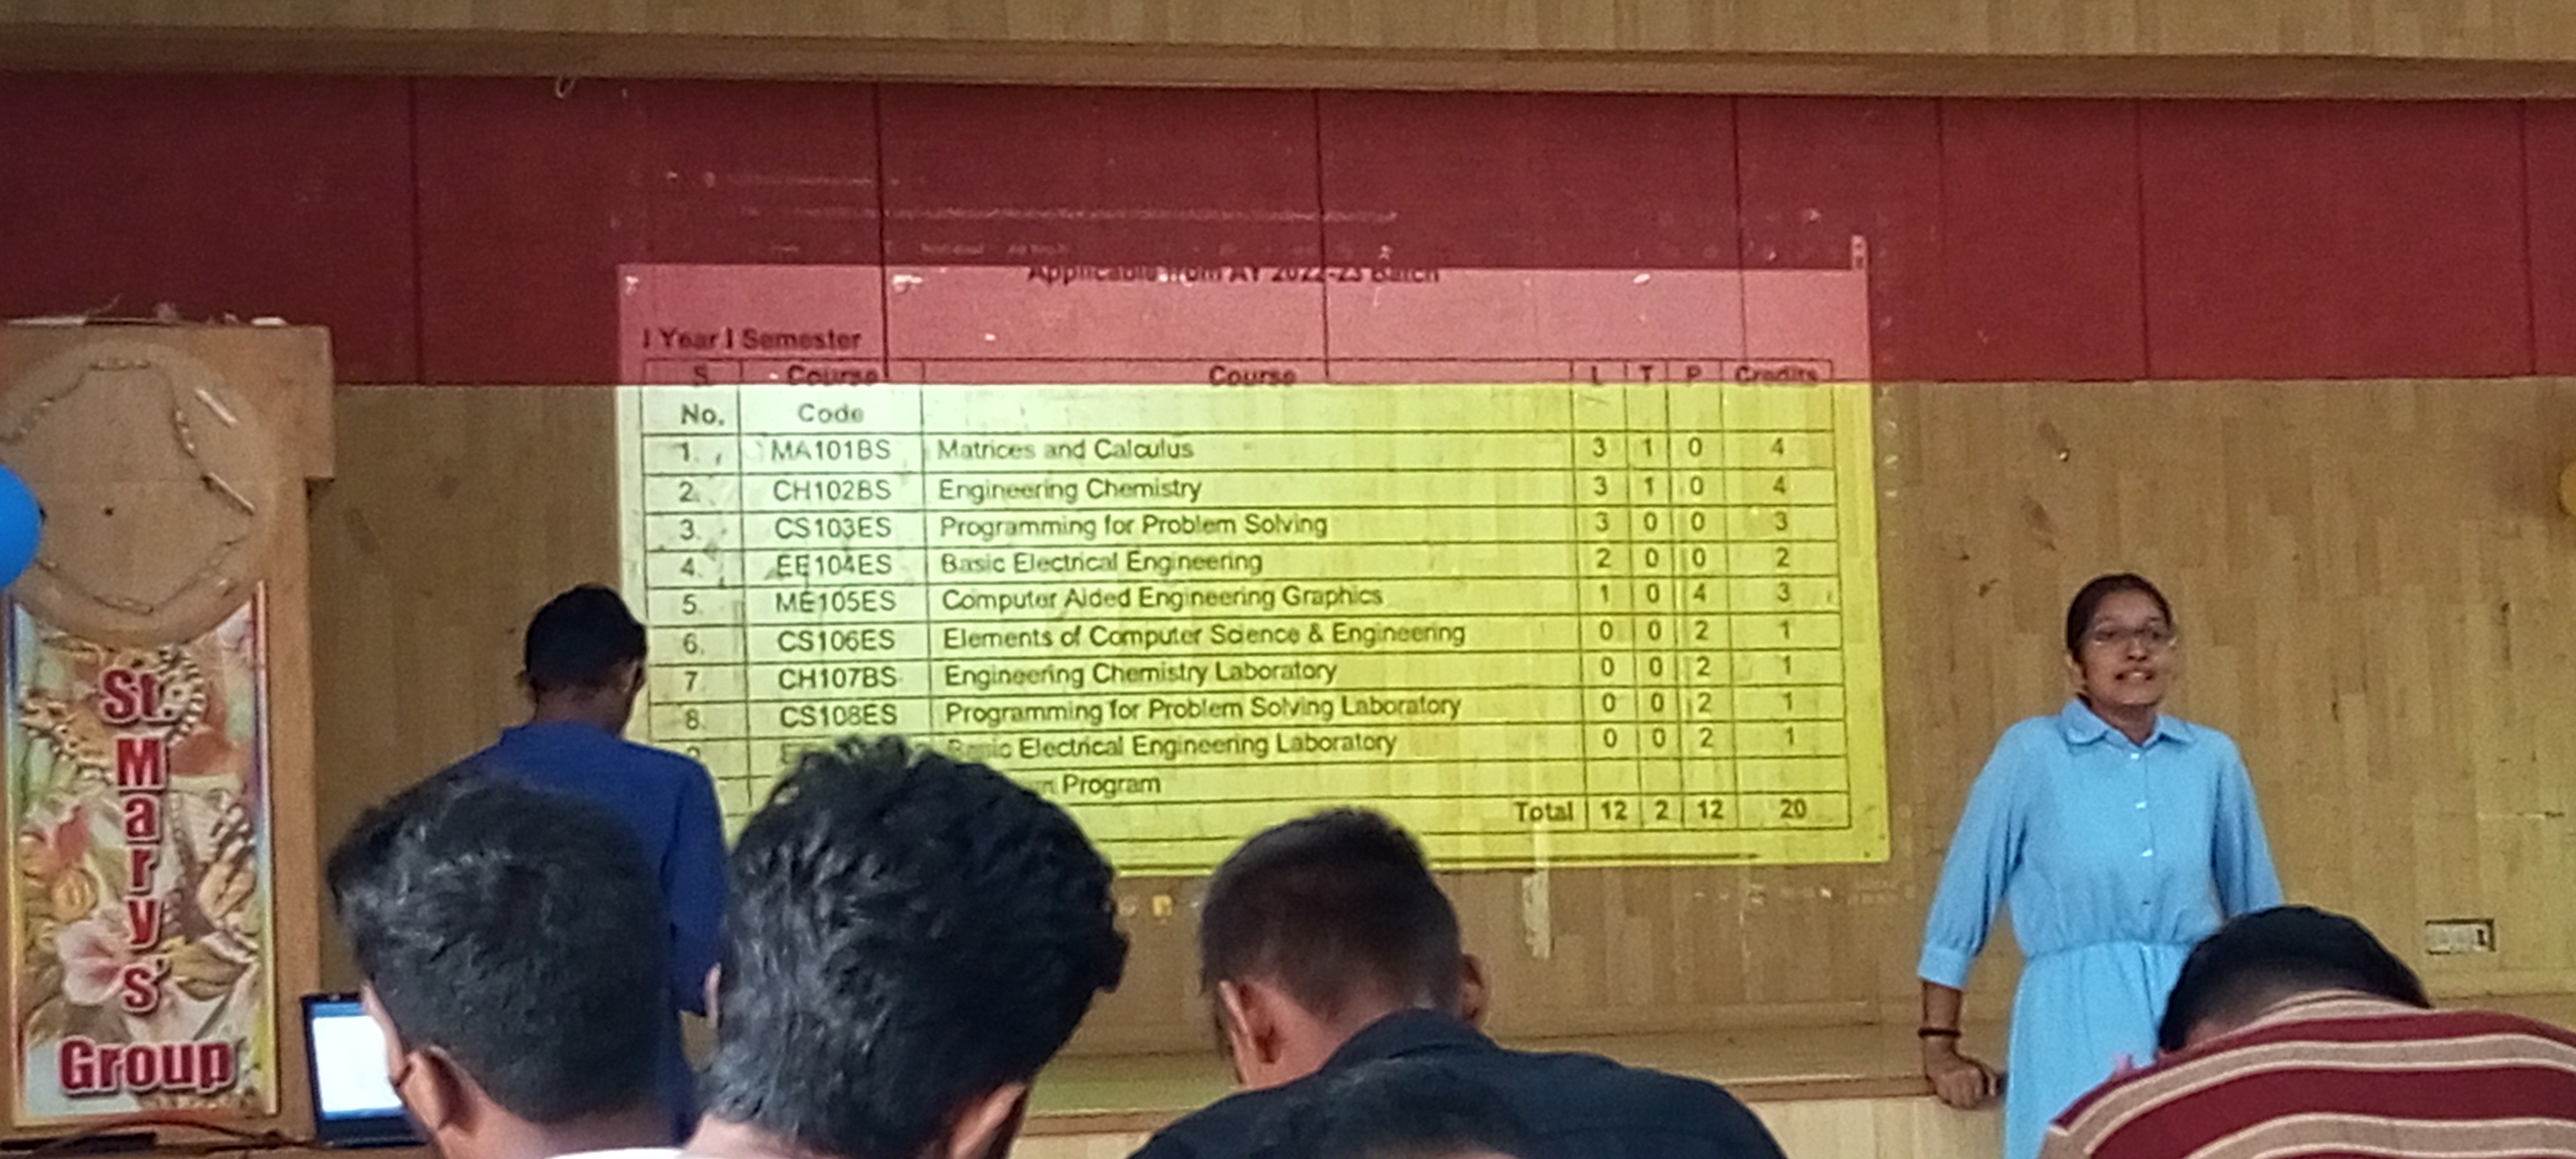 Applicable from AY 2022-23 Batch
I Year I Semester
S. Course Course L T P Credits
No. Code
1. MA101BS Matrices and Calculus 3 1 0 4
2. CH102BS Engineering Chemistry 3 1 0 4
3. CS103ES Programming for Problem Solving 3 0 0 3
4. EE104ES Basic Electrical Engineering 2 0 0 2
5. ME105ES Computer Aided Engineering Graphics 1 0 4 3
6. CS106ES Elements of Computer Science & Engineering 0 0 2 1
7. CH107BS Engineering Chemistry Laboratory 0 0 2 1
8. CS108ES Programming for Problem Solving Laboratory 0 0 2 1
Basic Electrical Engineering Laboratory 0 0 2 1
Program
Total 12 2 12 20
St.
Mary's
Group